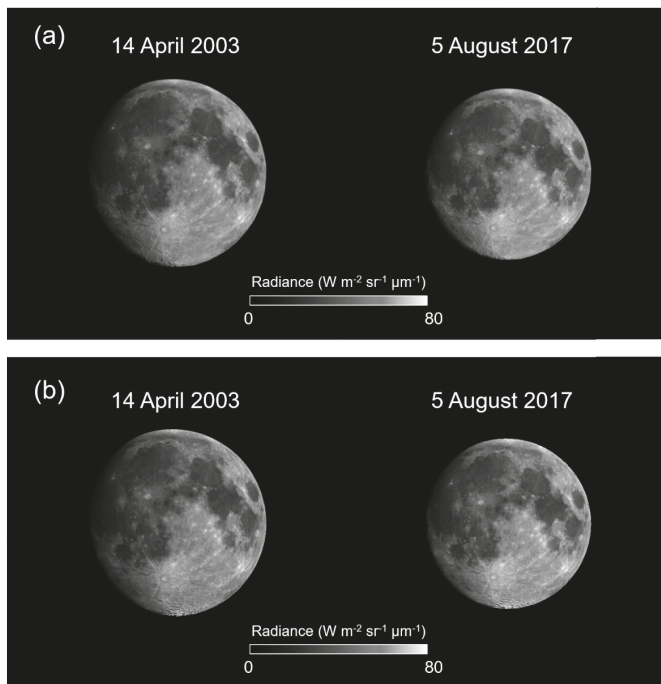 (a)
14 April 2003 5 August 2017
Radiance (W m⁻² sr⁻¹ µm⁻¹)
0 80
(b)
14 April 2003 5 August 2017
Radiance (W m⁻² sr⁻¹ µm⁻¹)
0 80